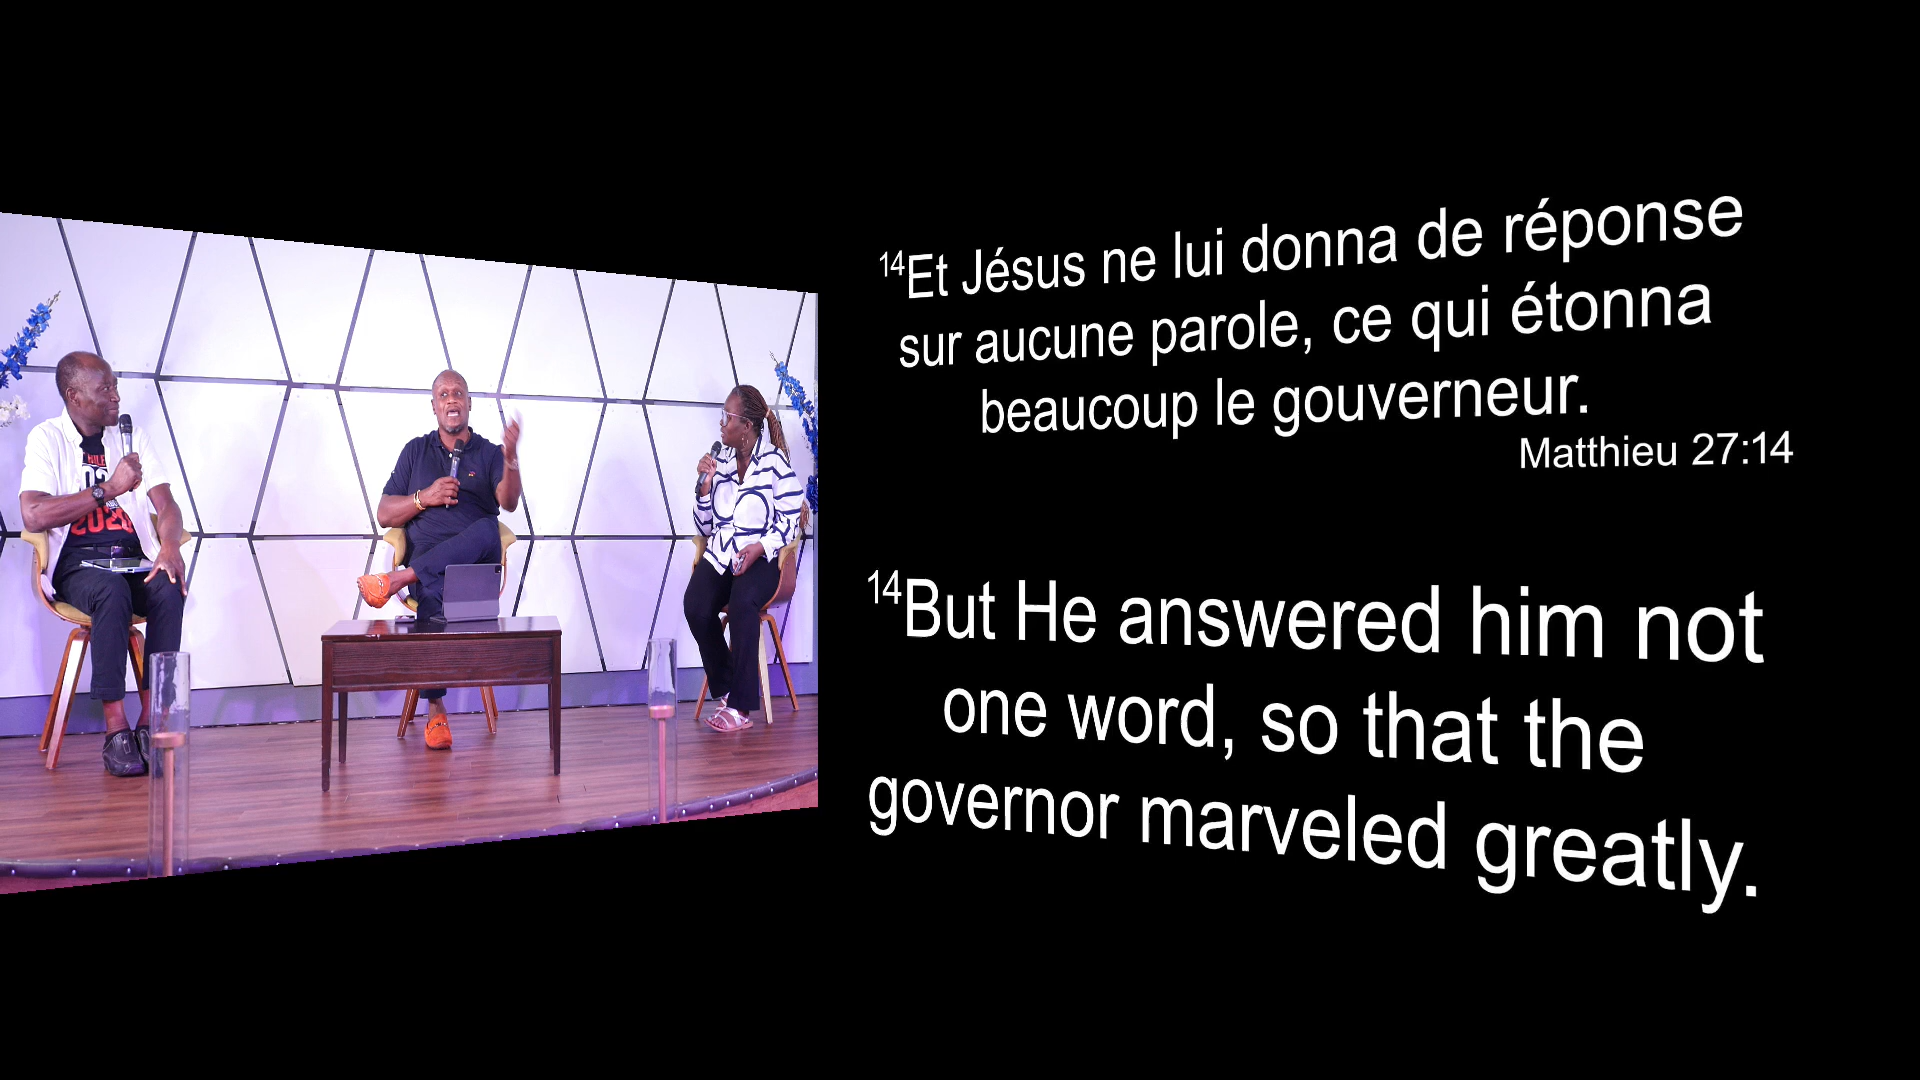 14Et Jésus ne lui donna de réponse
sur aucune parole, ce qui étonna
beaucoup le gouverneur.
Matthieu 27:14
14But He answered him not
one word, so that the
governor marveled greatly.